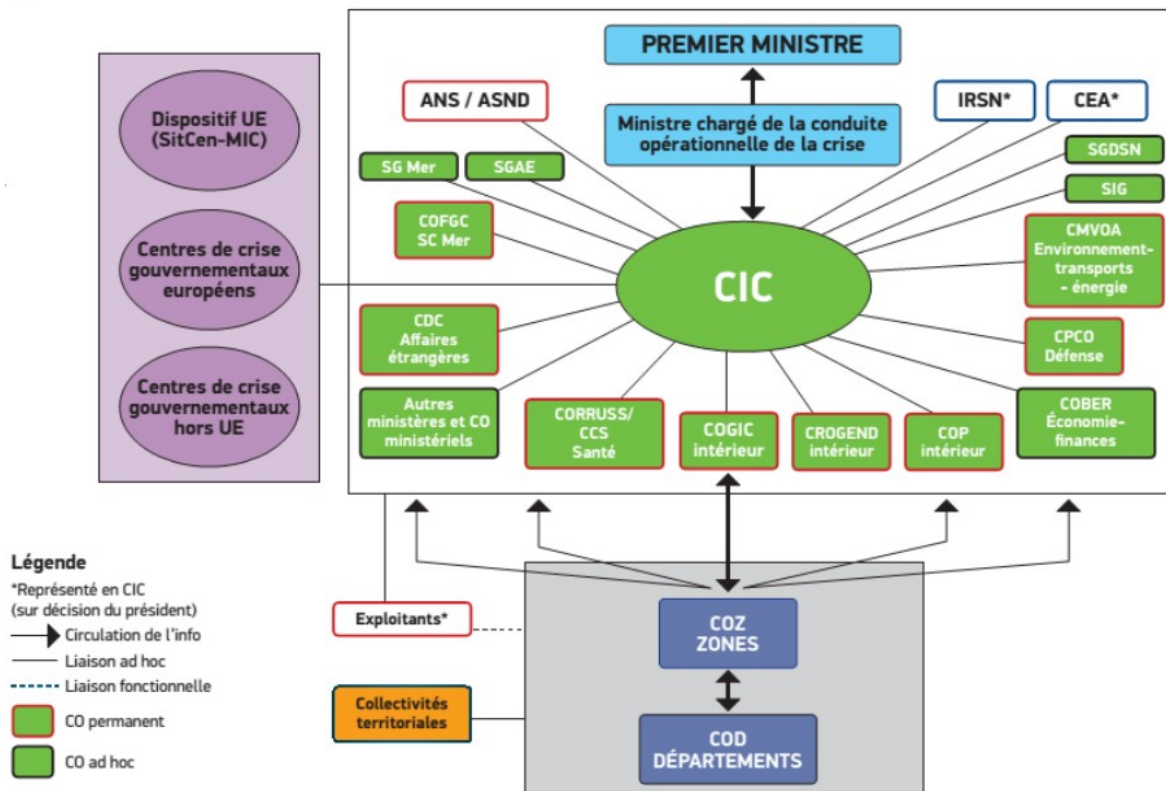 PREMIER MINISTRE
Ministre chargé de la conduite
opérationnelle de la crise
ANS / ASND
IRSN*
CEA*
SG Mer
SGAE
SGDSN
SIG
COFGC
SC Mer
CMVOA
Environnement-
transports
- énergie
CIC
CDC
Affaires
étrangères
CPCO
Défense
Autres
ministères et CO
ministériels
CORRUSS/
CCS
Santé
COGIC
intérieur
CROGEND
intérieur
COP
intérieur
COBER
Économie-
finances
Dispositif UE
(SitCen-MIC)
Centres de crise
gouvernementaux
européens
Centres de crise
gouvernementaux
hors UE
Exploitants*
Collectivités
territoriales
COZ
ZONES
COD
DÉPARTEMENTS
Légende
*Représenté en CIC
(sur décision du président)
Circulation de l'info
Liaison ad hoc
Liaison fonctionnelle
CO permanent
CO ad hoc